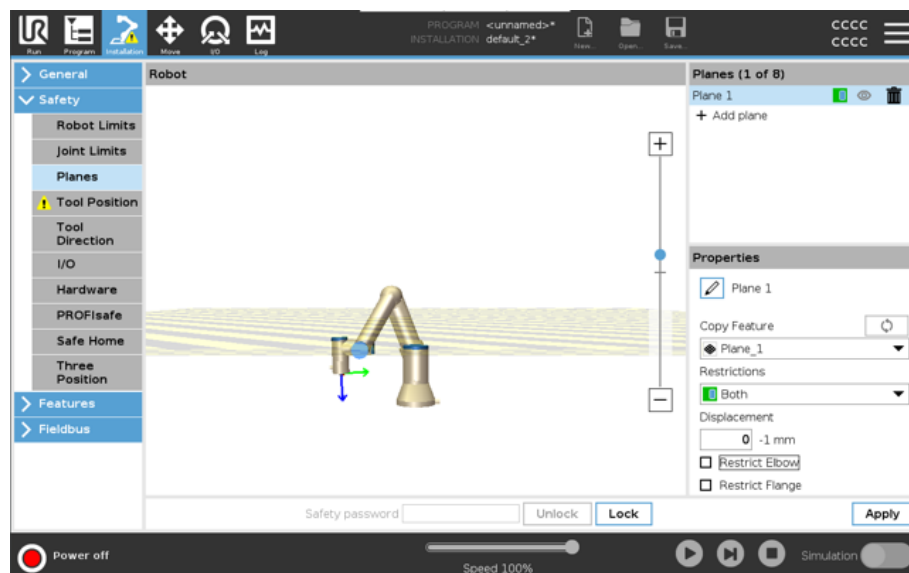 UR
PROGRAM <unnamed>*
INSTALLATION default_2*
CCCC
CCCC
Run
Program
Installation
Move
I/O
Log
New...
Open...
Save...
General
Safety
Robot Limits
Joint Limits
Planes
Tool Position
Tool
Direction
I/O
Hardware
PROFIsafe
Safe Home
Three
Position
Features
Fieldbus
Robot
Planes (1 of 8)
Plane 1
+ Add plane
Properties
Plane 1
Copy Feature
Plane_1
Restrictions
Both
Displacement
0 -1 mm
Restrict Elbow
Restrict Flange
Safety password
Unlock
Lock
Apply
Power off
Speed 100%
Simulation